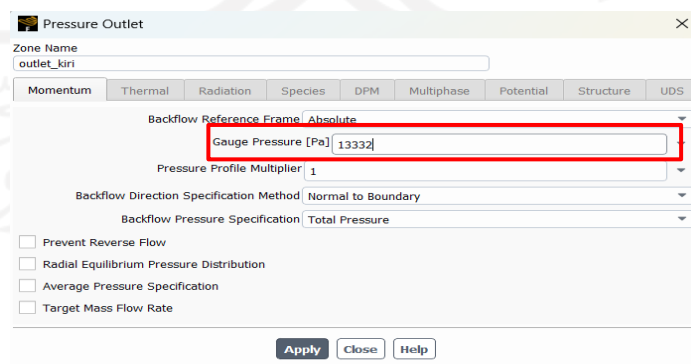 Pressure Outlet
Zone Name
outlet_kiri
Momentum Thermal Radiation Species DPM Multiphase Potential Structure UDS
Backflow Reference Frame Absolute
Gauge Pressure [Pa] 13332
Pressure Profile Multiplier 1
Backflow Direction Specification Method Normal to Boundary
Backflow Pressure Specification Total Pressure
Prevent Reverse Flow
Radial Equilibrium Pressure Distribution
Average Pressure Specification
Target Mass Flow Rate
Apply Close Help